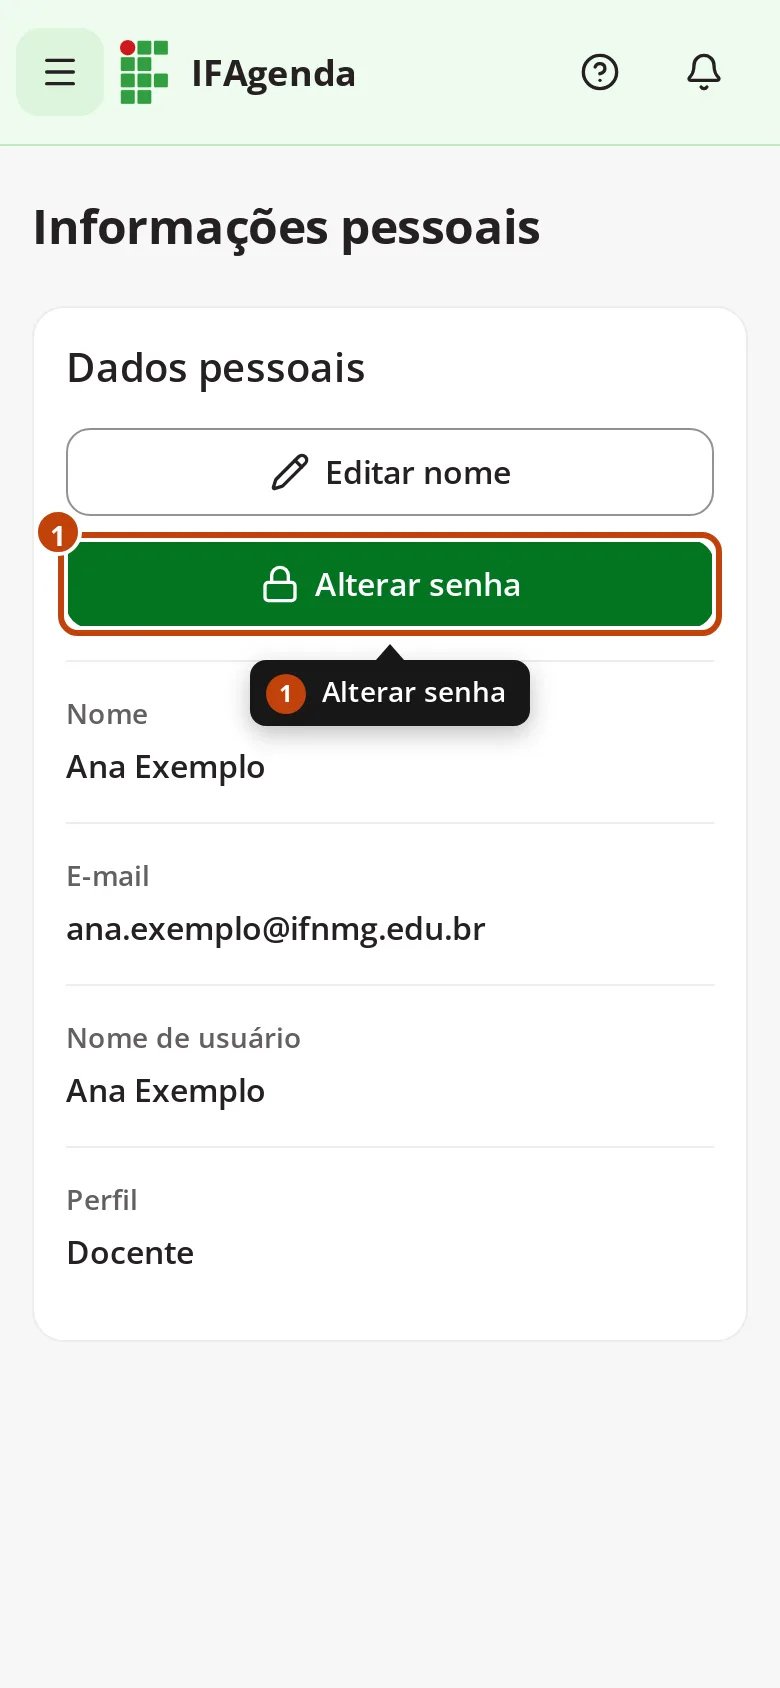 IFAgenda
Informações pessoais
Dados pessoais
Editar nome
1
Alterar senha
1 Alterar senha
Nome
Ana Exemplo
E-mail
ana.exemplo@ifnmg.edu.br
Nome de usuário
Ana Exemplo
Perfil
Docente